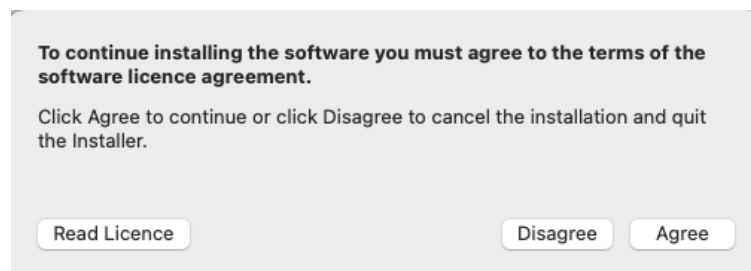 To continue installing the software you must agree to the terms of the
software licence agreement.
Click Agree to continue or click Disagree to cancel the installation and quit
the Installer.
Read Licence
Disagree
Agree